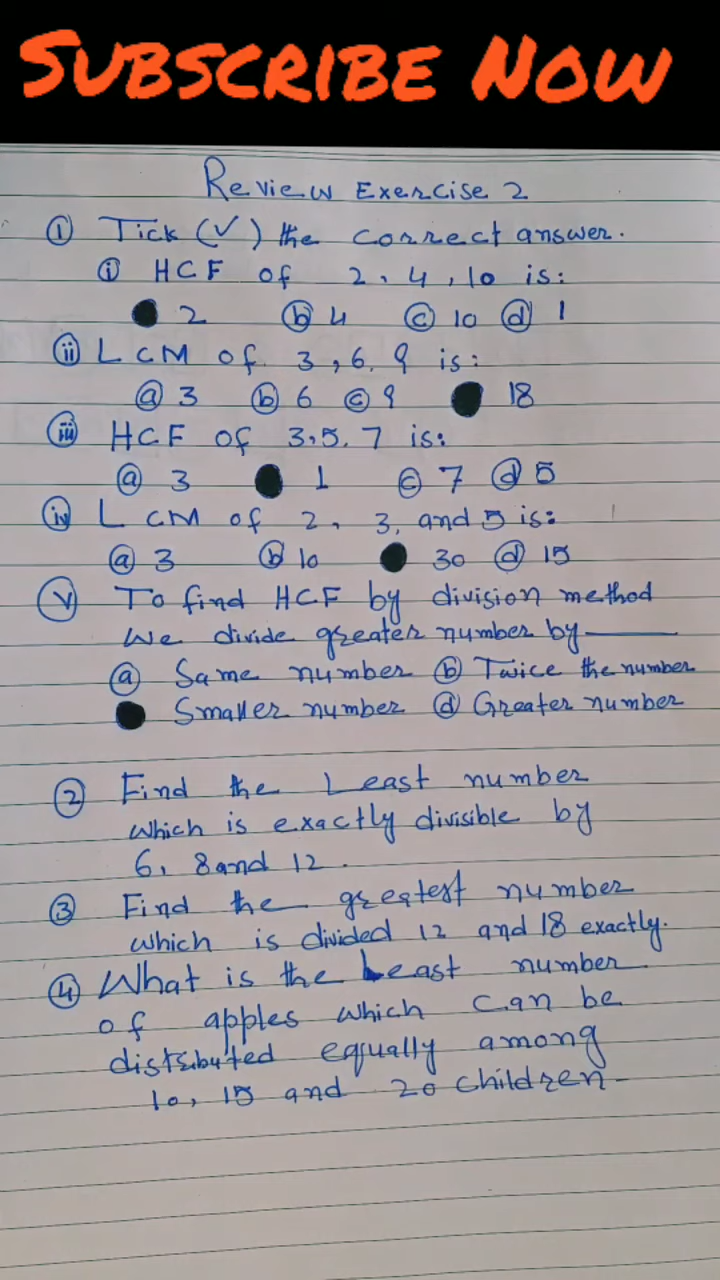 SUBSCRIBE NOW
Review Exercise 2
① Tick (✓) the correct answer.
ⓘ HCF of 2, 4, 10 is:
● 2 ⓑ 4 ⓒ 10 ⓓ 1
ⓘⓘ LCM of 3, 6, 9 is:
ⓐ 3 ⓑ 6 ⓒ 9 ● 18
ⓘⓘⓘ HCF of 3, 5, 7 is:
ⓐ 3 ● 1 ⓒ 7 ⓓ 5
ⓘⓥ LCM of 2, 3, and 5 is:
ⓐ 3 ⓑ 10 ● 30 ⓓ 15
ⓥ To find HCF by division method
We divide greater number by ———
ⓐ Same number ⓑ Twice the number
● Smaller number ⓓ Greater number
② Find the Least number
which is exactly divisible by
6, 8 and 12.
③ Find the greatest number
which is divided 12 and 18 exactly.
④ What is the Least number
of apples which can be
distributed equally among
10, 15 and 20 children